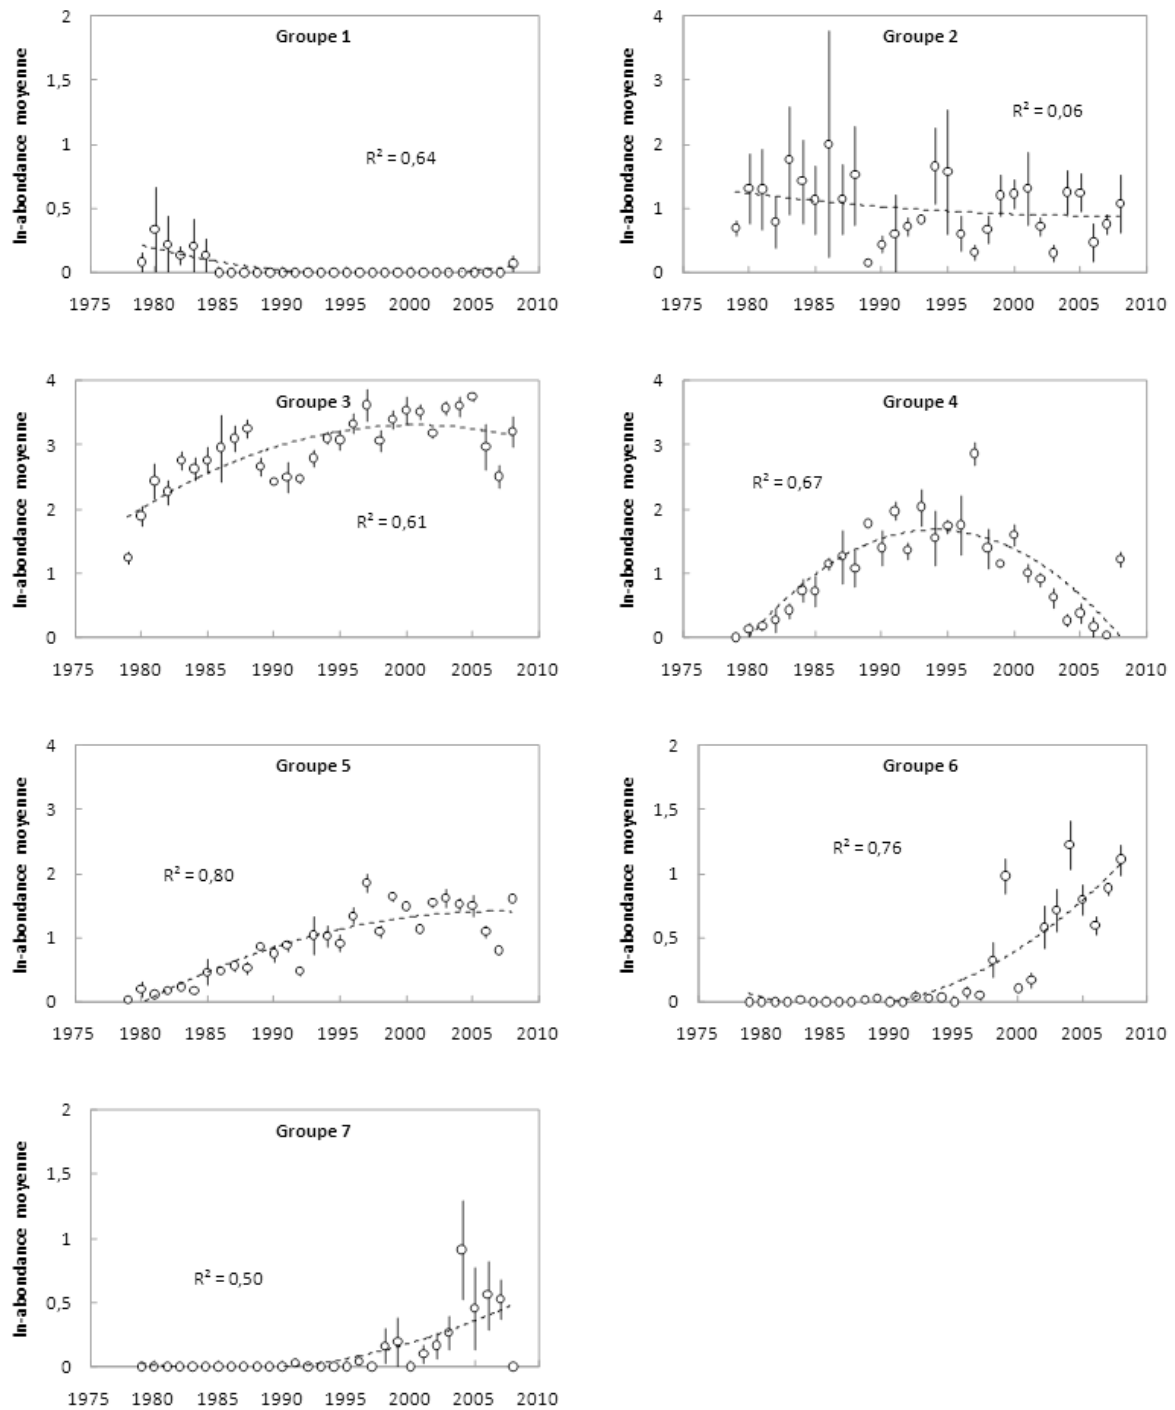 Groupe 1
ln-abondance moyenne
2
1,5
1
0,5
0
R² = 0,64
1975 1980 1985 1990 1995 2000 2005 2010
Groupe 2
ln-abondance moyenne
4
3
2
1
0
R² = 0,06
1975 1980 1985 1990 1995 2000 2005 2010
Groupe 3
ln-abondance moyenne
4
3
2
1
0
R² = 0,61
1975 1980 1985 1990 1995 2000 2005 2010
Groupe 4
ln-abondance moyenne
4
3
2
1
0
R² = 0,67
1975 1980 1985 1990 1995 2000 2005 2010
Groupe 5
ln-abondance moyenne
4
3
2
1
0
R² = 0,80
1975 1980 1985 1990 1995 2000 2005 2010
Groupe 6
ln-abondance moyenne
2
1,5
1
0,5
0
R² = 0,76
1975 1980 1985 1990 1995 2000 2005 2010
Groupe 7
ln-abondance moyenne
2
1,5
1
0,5
0
R² = 0,50
1975 1980 1985 1990 1995 2000 2005 2010